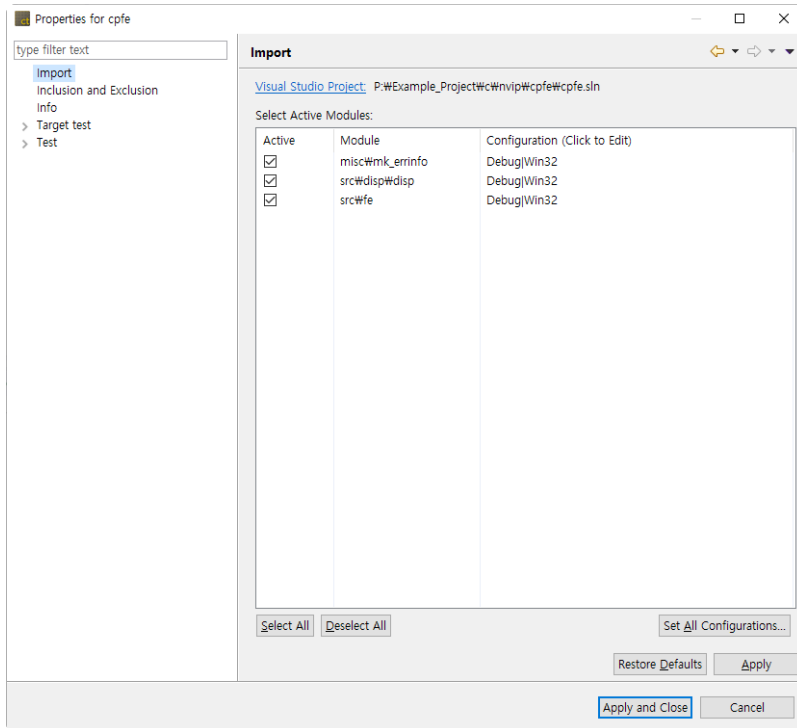 ct Properties for cpfe
type filter text
Import
Import
Inclusion and Exclusion
Info
Target test
Test
Visual Studio Project: P:₩Example_Project₩c₩nvip₩cpfe₩cpfe.sln
Select Active Modules:
Active Module Configuration (Click to Edit)
misc₩mk_errinfo Debug|Win32
src₩disp₩disp Debug|Win32
src₩fe Debug|Win32
Select All Deselect All Set All Configurations...
Restore Defaults Apply
Apply and Close Cancel